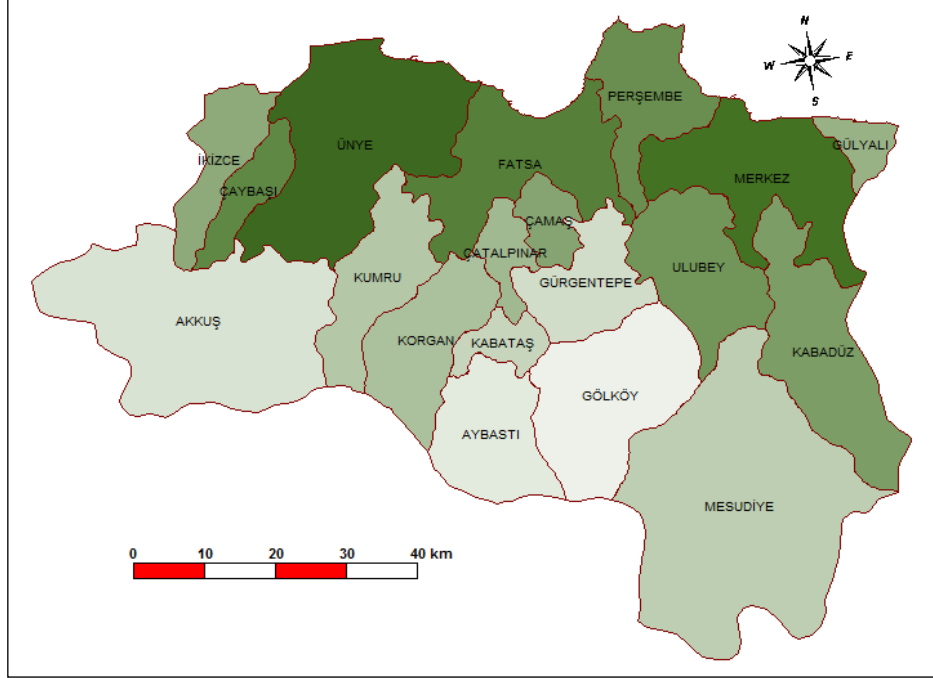 N
W E
S
PERŞEMBE
ÜNYE
GÜLYALI
İKİZCE
FATSA
MERKEZ
ÇAYBAŞI
ÇAMAŞ
ÇATALPINAR
ULUBEY
KUMRU
GÜRGENTEPE
AKKUŞ
KORGAN
KABATAŞ
KABADÜZ
GÖLKÖY
AYBASTI
MESUDİYE
0 10 20 30 40 km